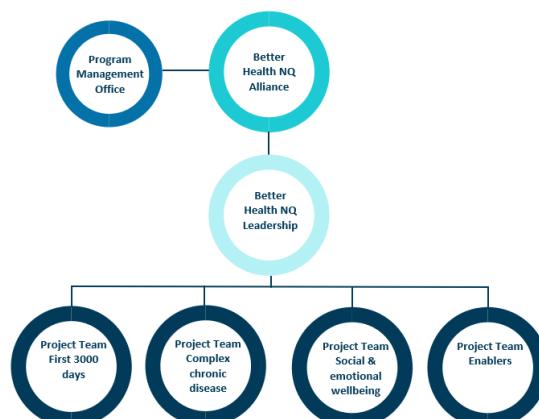 Program
Management
Office
Better
Health NQ
Alliance
Better
Health NQ
Leadership
Project Team
First 3000
days
Project Team
Complex
chronic
disease
Project Team
Social &
emotional
wellbeing
Project Team
Enablers